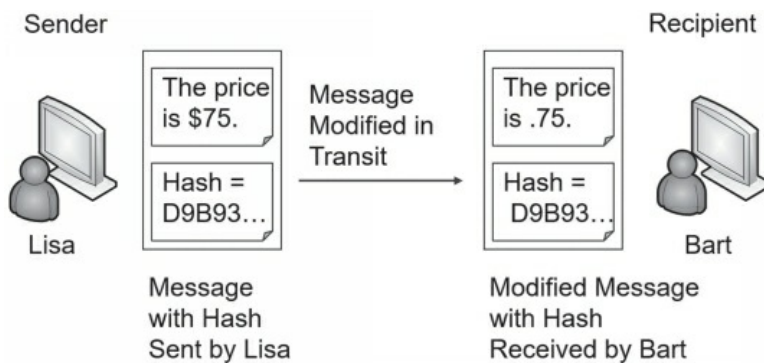 Sender
Recipient
The price
is $75.
Hash =
D9B93...
Lisa
Message
Modified in
Transit
The price
is .75.
Hash =
D9B93...
Bart
Message
with Hash
Sent by Lisa
Modified Message
with Hash
Received by Bart